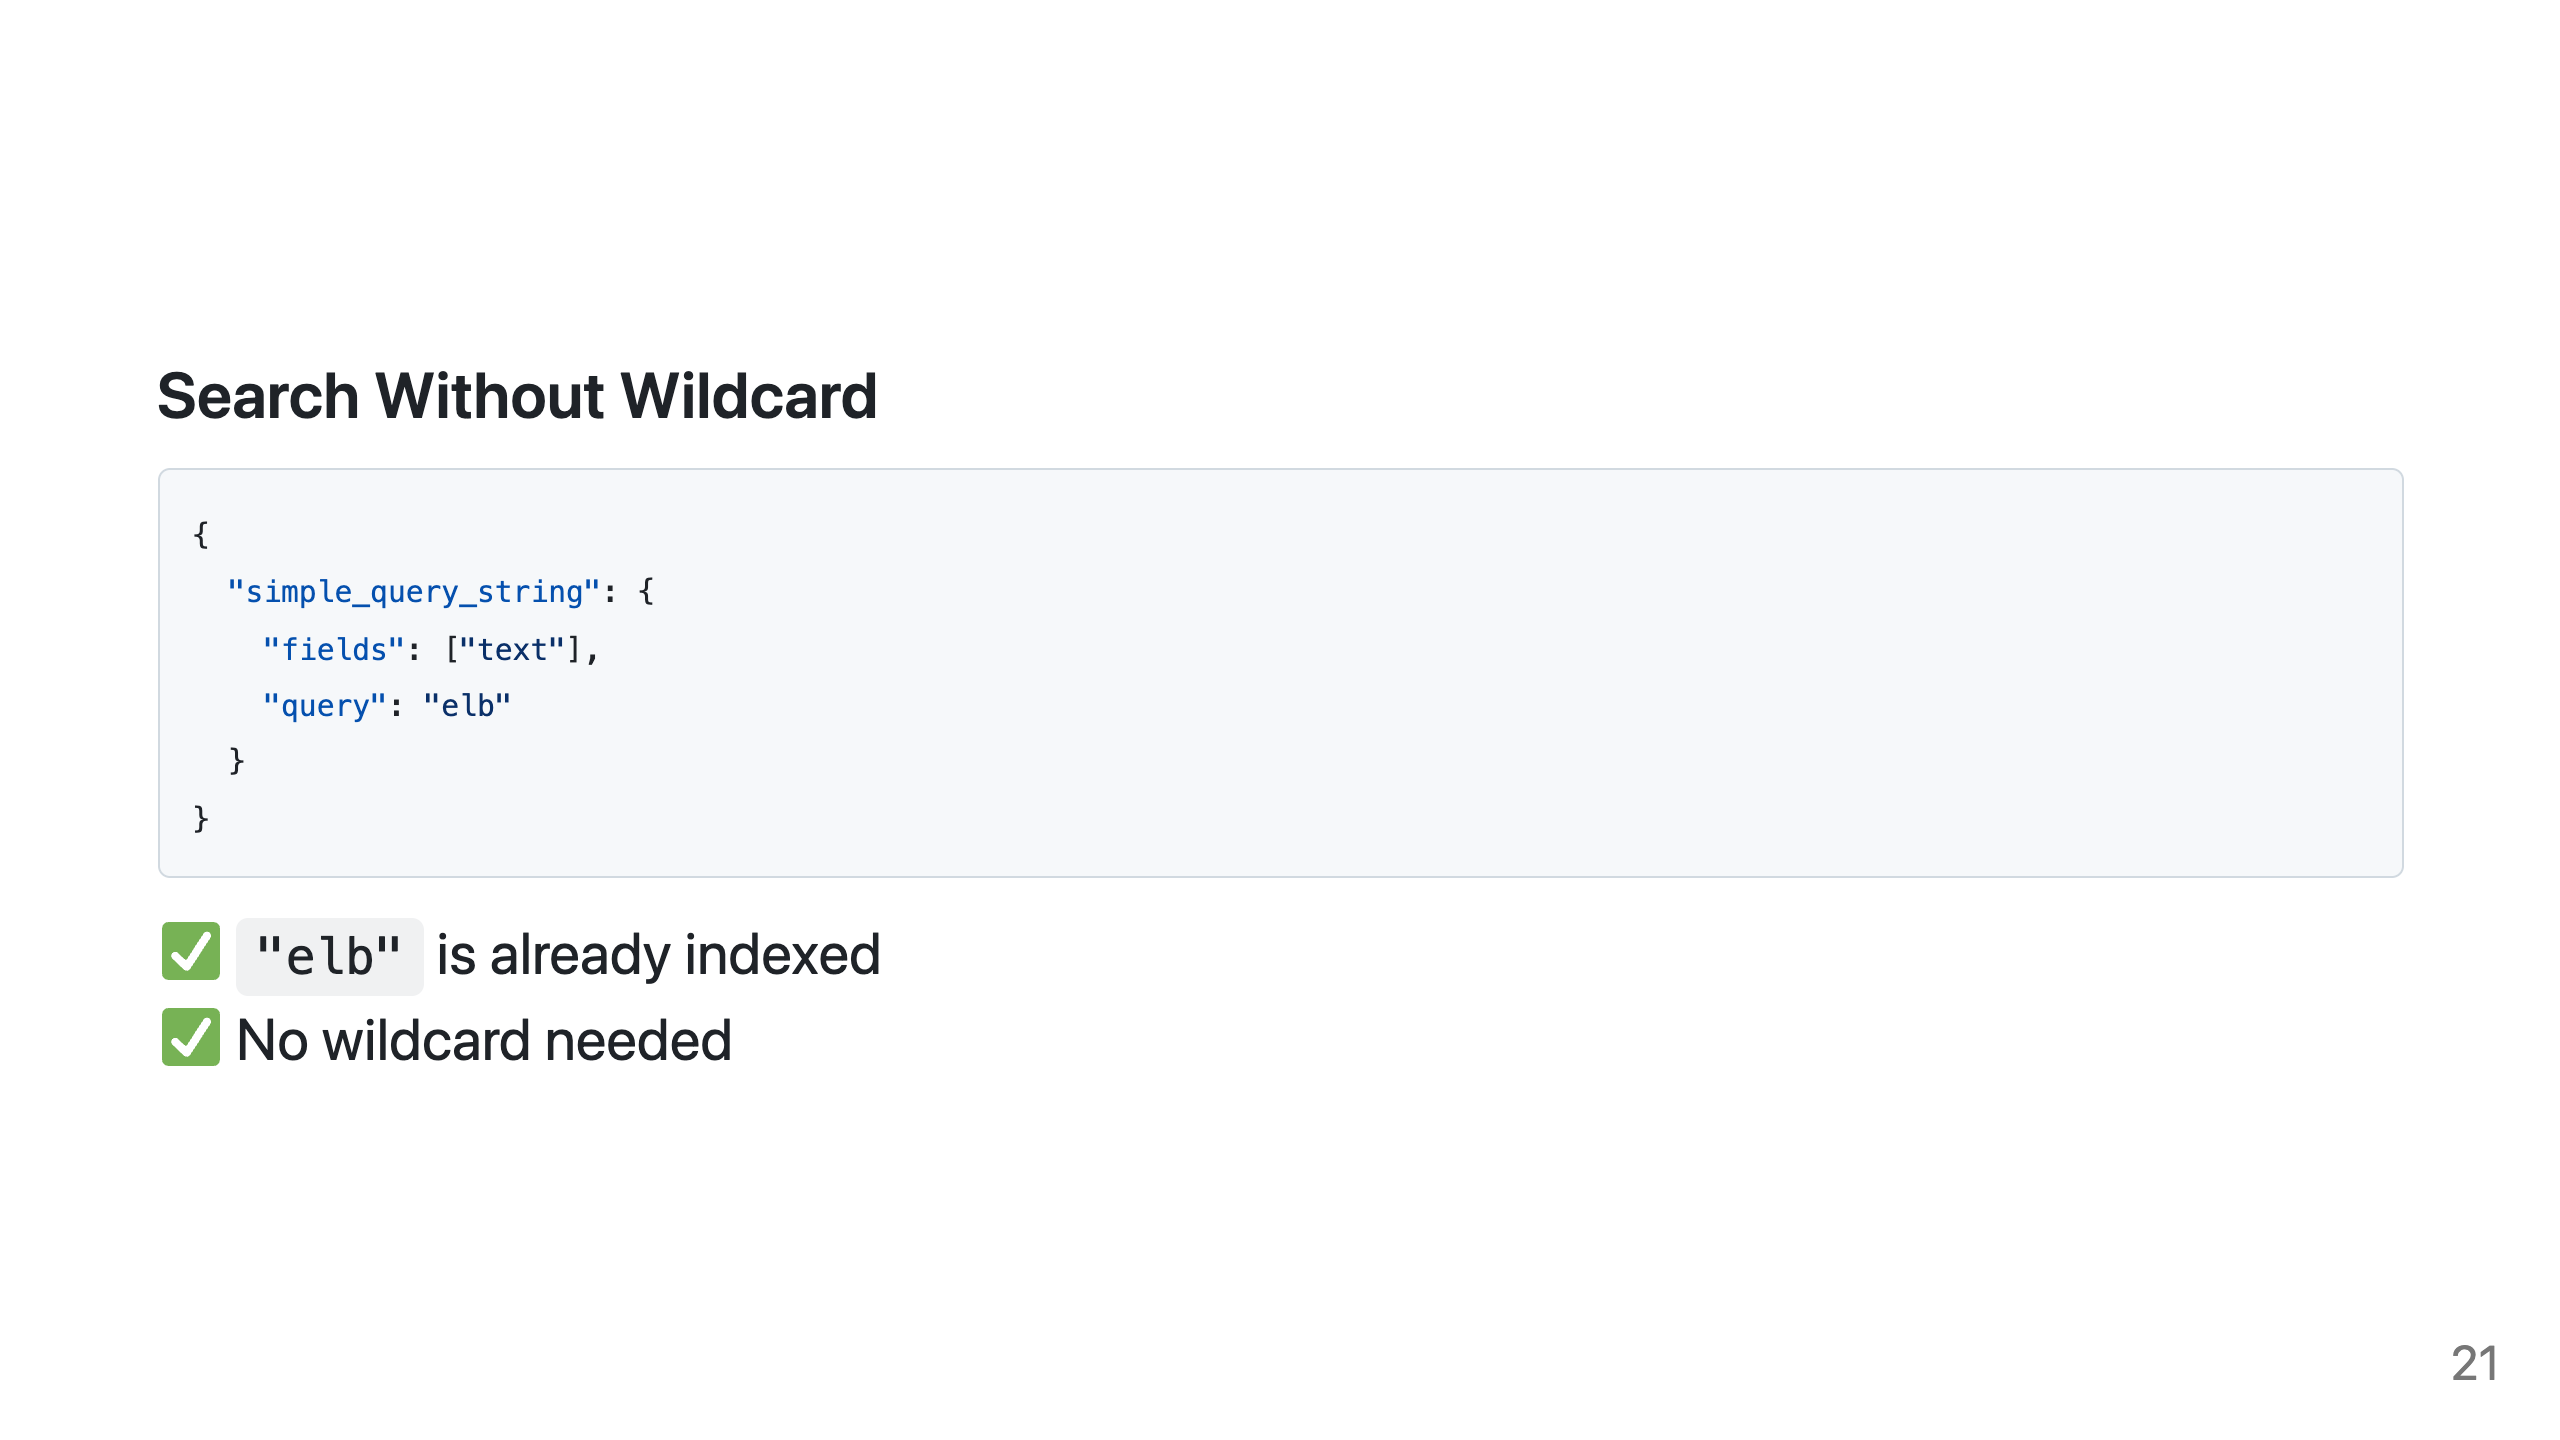 Search Without Wildcard
{
  "simple_query_string": {
    "fields": ["text"],
    "query": "elb"
  }
}
✅ "elb" is already indexed
✅ No wildcard needed
21